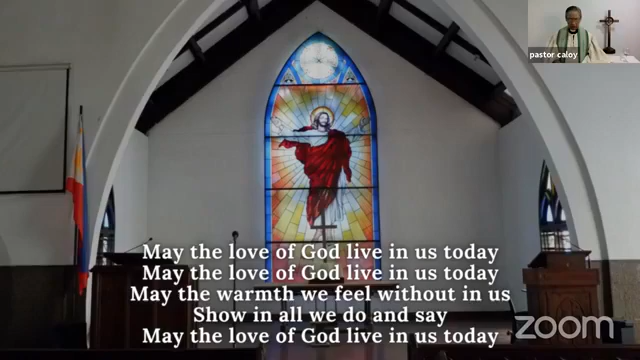 pastor caloy
May the love of God live in us today
May the love of God live in us today
May the warmth we feel without in us
Show in all we do and say
May the love of God live in us today
zoom